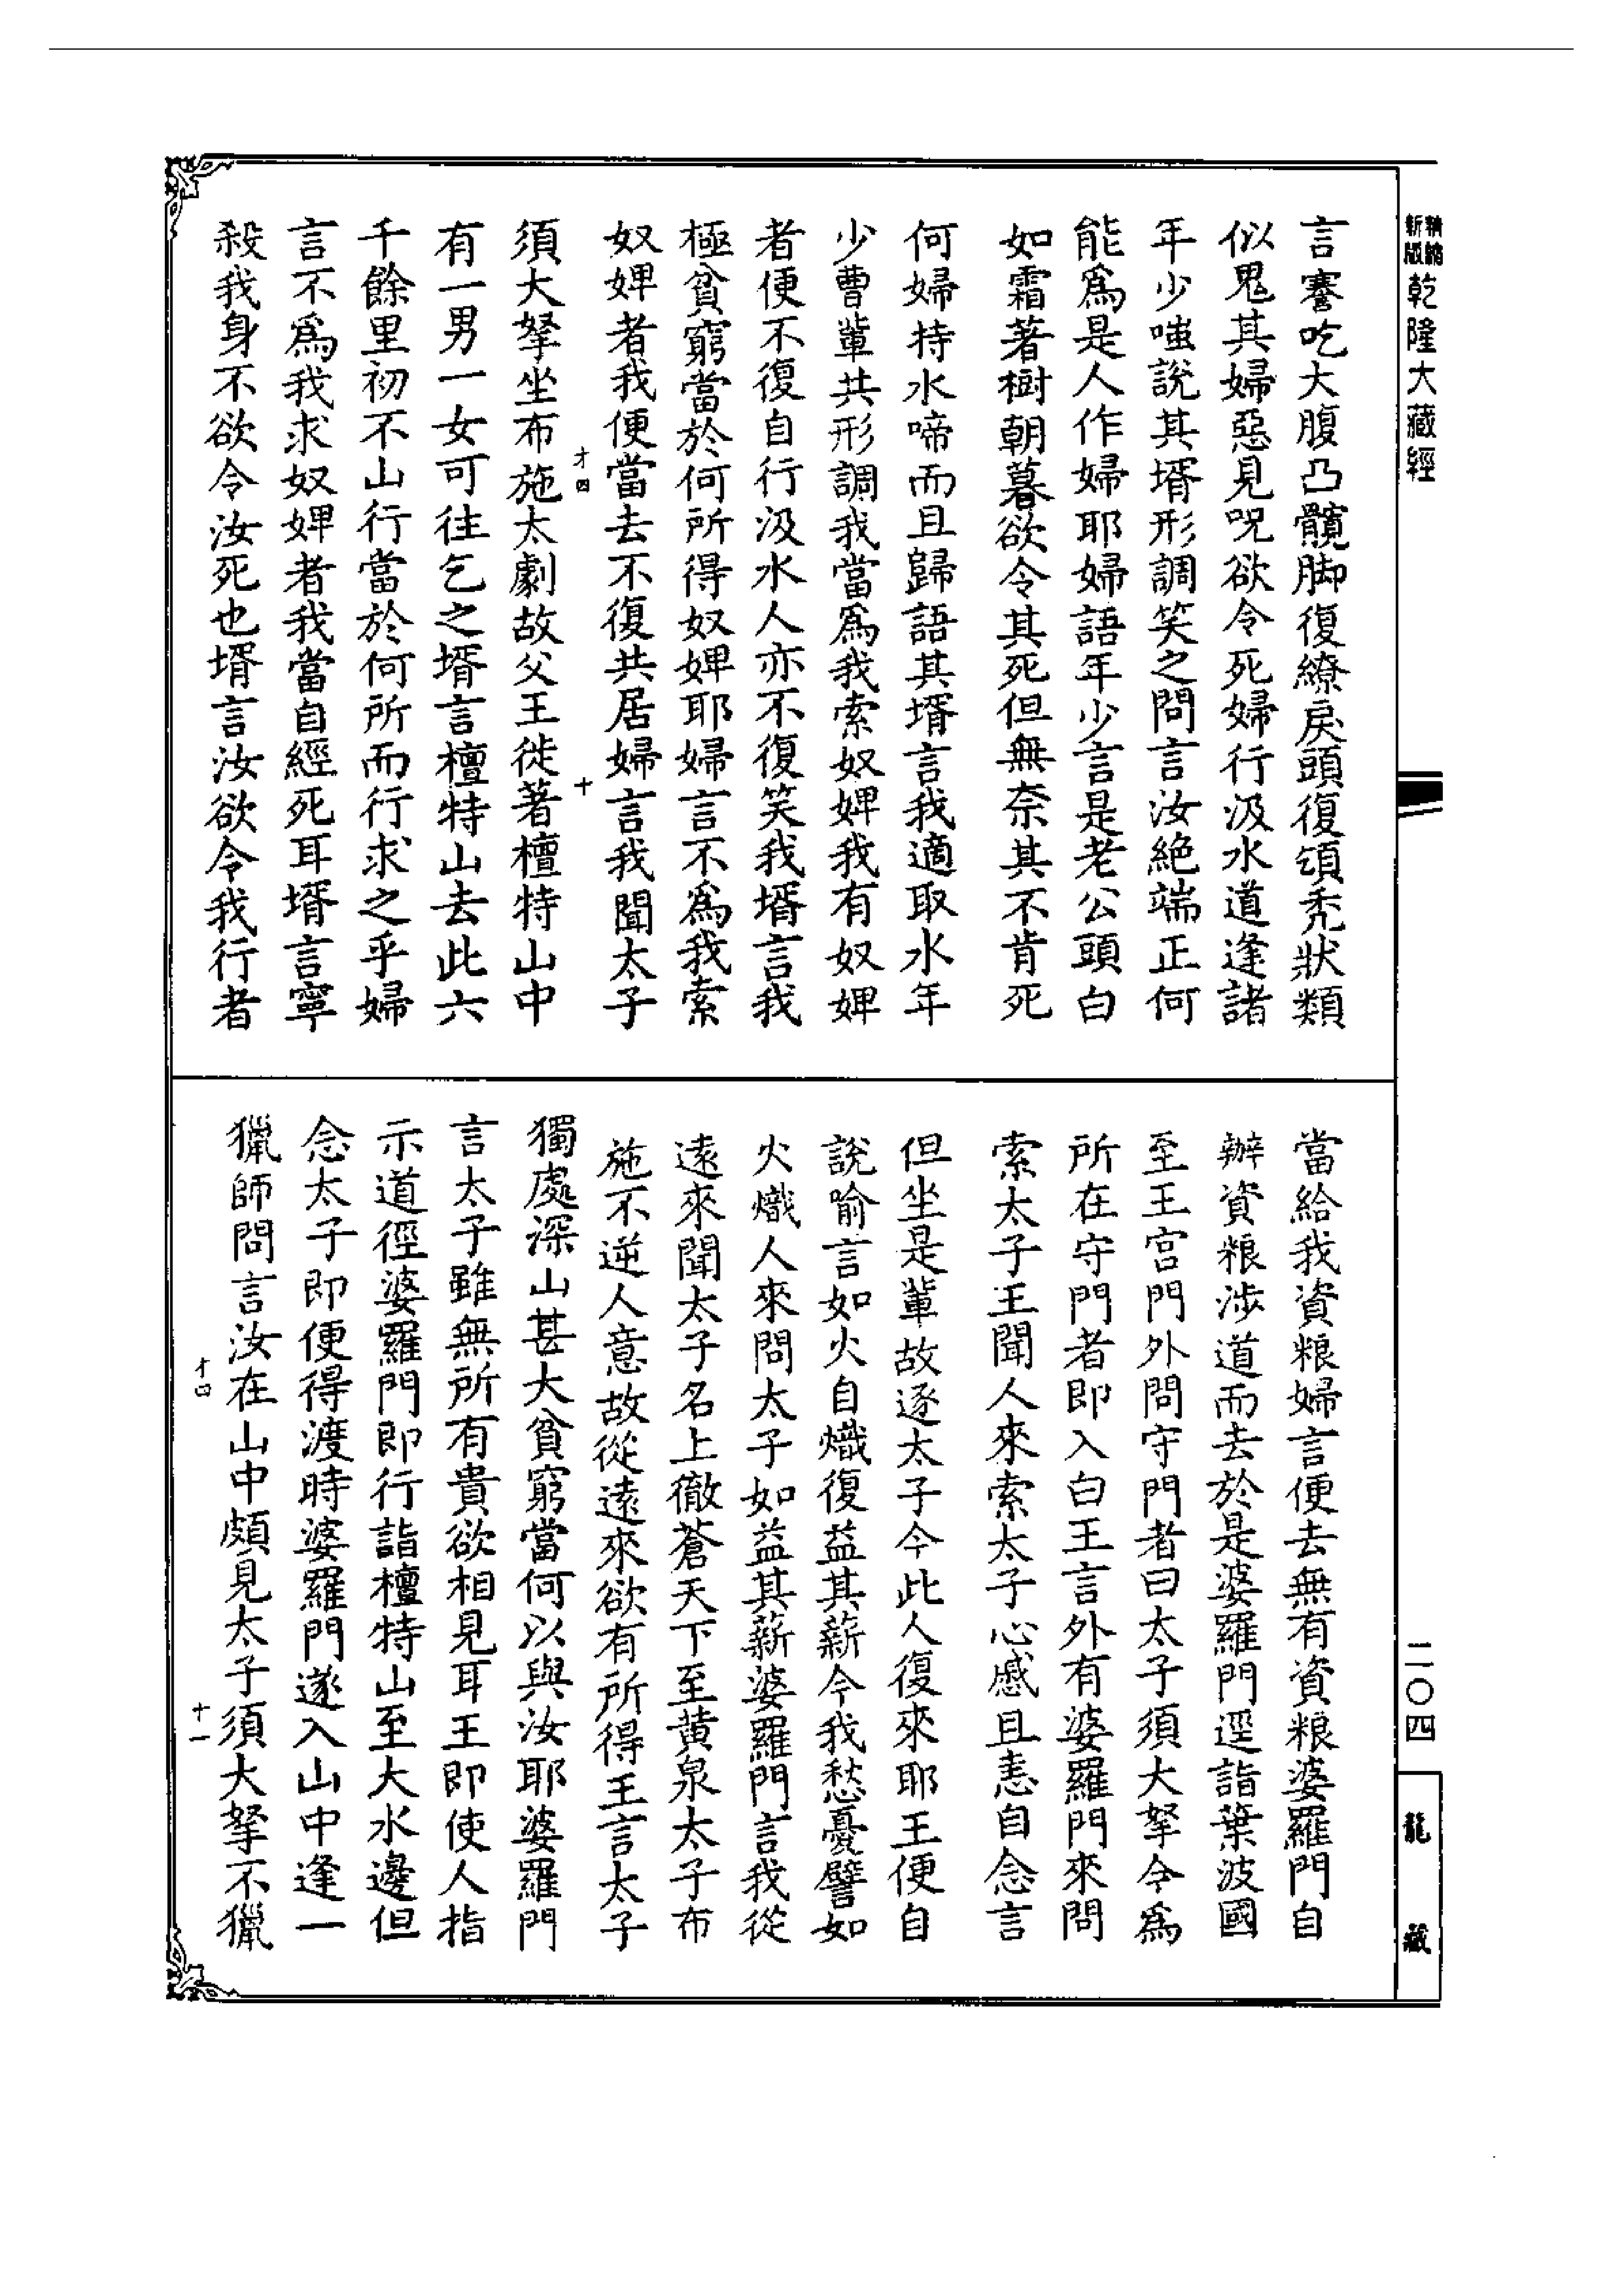 精縮
新版
乾隆大藏經
言謇吃大腹凸髖脚復繚戾頭復頒秃狀類
似鬼其婦惡見呪欲令死婦行汲水道逢諸
年少嗤說其壻形調笑之問言汝絶端正何
能爲是人作婦耶婦語年少言是老公頭白
如霜著樹朝暮欲令其死但無奈其不肯死
何婦持水啼而且歸語其壻言我適取水年
少曹輩共形調我當爲我索奴婢我有奴婢
者便不復自行汲水人亦不復笑我壻言我
極貧窮當於何所得奴婢耶婦言不爲我索
奴婢者我便當去不復共居婦言我聞太子
才四 十
須大拏坐布施太劇故父王徙著檀特山中
有一男一女可往乞之壻言檀特山去此六
千餘里初不山行當於何所而行求之乎婦
言不爲我求奴婢者我當自經死耳壻言寧
殺我身不欲令汝死也壻言汝欲令我行者
當給我資粮婦言便去無有資粮婆羅門自
辦資粮涉道而去於是婆羅門逕詣葉波國
至王宮門外問守門者曰太子須大拏今爲
所在守門者即入白王言外有婆羅門來問
索太子王聞人來索太子心感且恚自念言
但坐是輩故逐太子今此人復來耶王便自
說喻言如火自熾復益其薪今我愁憂譬如
火熾人來問太子如益其薪婆羅門言我從
遠來聞太子名上徹蒼天下至黄泉太子布
施不逆人意故從遠來欲有所得王言太子
獨處深山甚大貧窮當何以與汝耶婆羅門
言太子雖無所有貴欲相見耳王即使人指
示道徑婆羅門即行詣檀特山至大水邊但
念太子即便得渡時婆羅門遂入山中逢一
獵師問言汝在山中頗見太子須大拏不獵
才四 十一
二〇四
龍藏